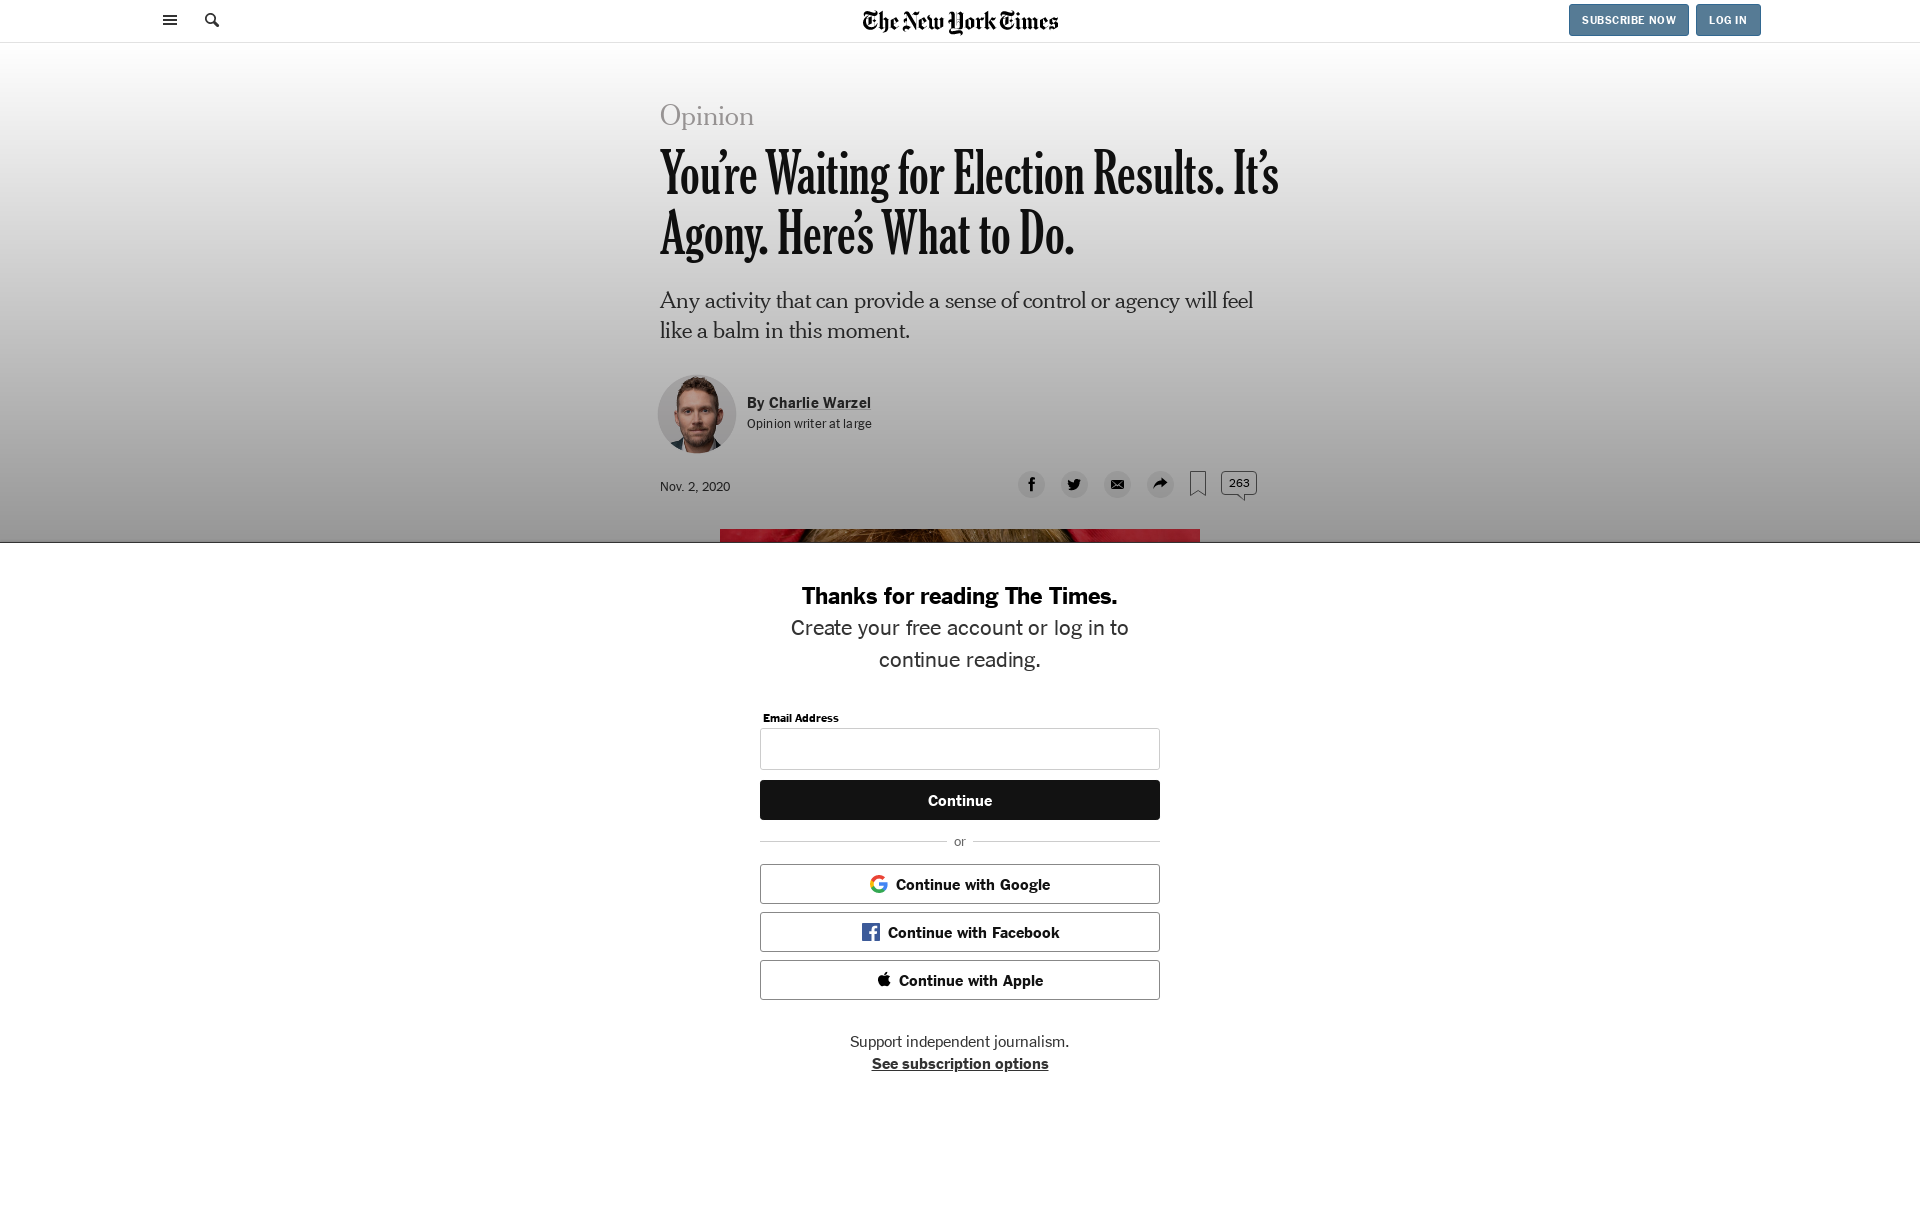 The New York Times
SUBSCRIBE NOW
LOG IN
Opinion
You’re Waiting for Election Results. It’s
Agony. Here’s What to Do.
Any activity that can provide a sense of control or agency will feel
like a balm in this moment.
By Charlie Warzel
Opinion writer at large
Nov. 2, 2020
263
Thanks for reading The Times.
Create your free account or log in to
continue reading.
Email Address
Continue
or
Continue with Google
Continue with Facebook
Continue with Apple
Support independent journalism.
See subscription options